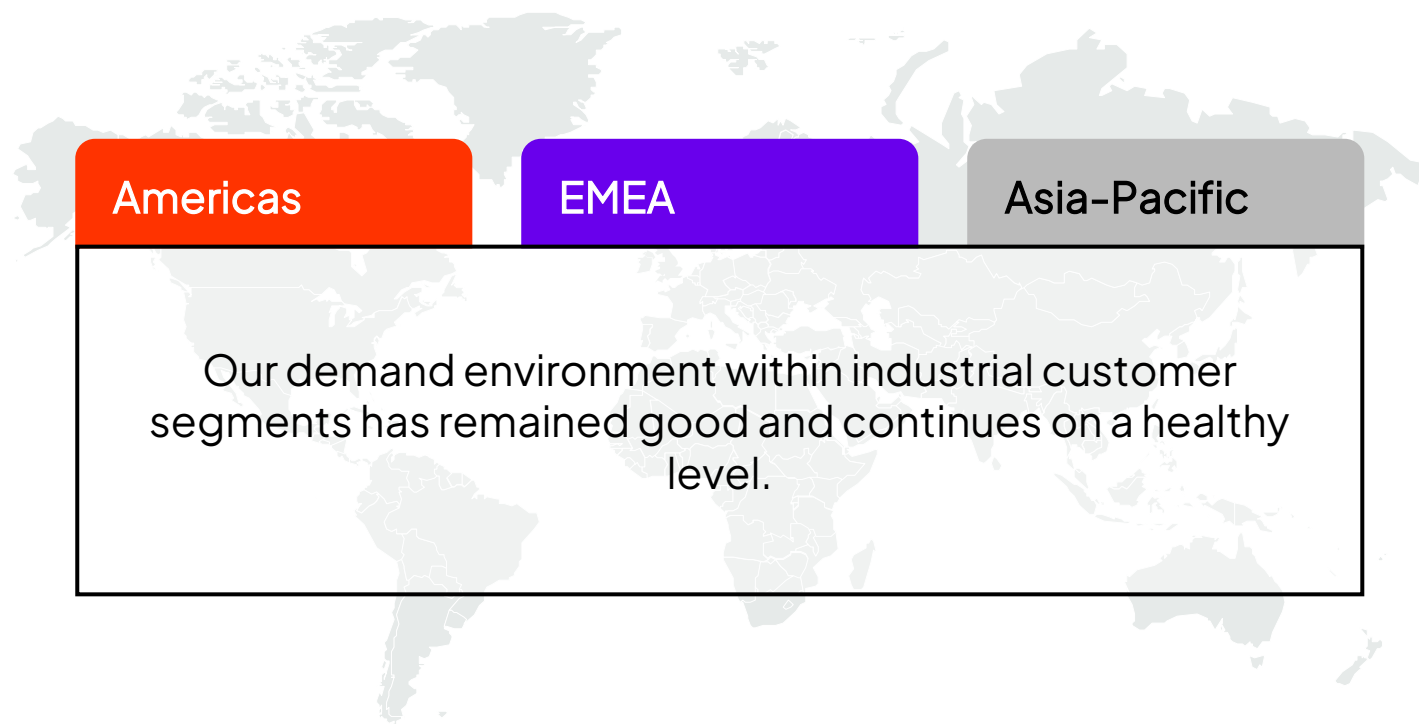 Americas
EMEA
Asia-Pacific
Our demand environment within industrial customer
segments has remained good and continues on a healthy
level.